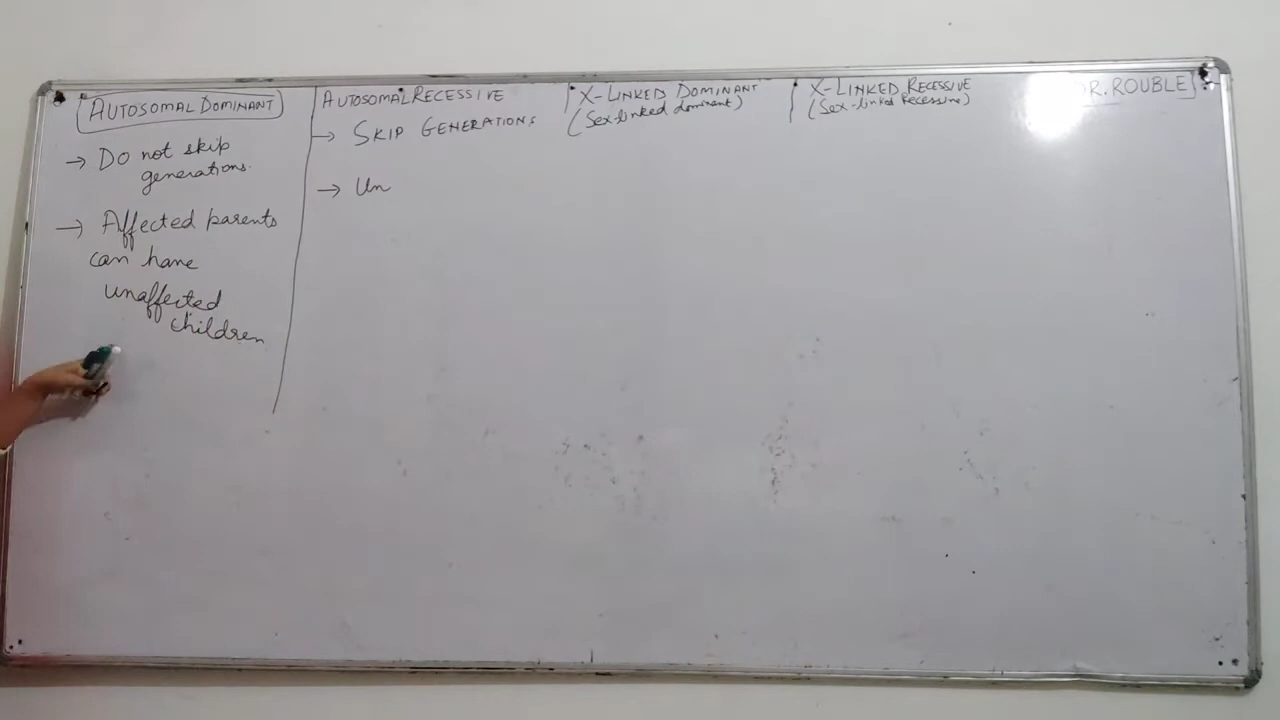 AUTOSOMAL DOMINANT
→ Do not skip
generations.
→ Affected parents
can have
unaffected
children
AUTOSOMAL RECESSIVE
→ SKIP GENERATIONS
→ Un
X-LINKED DOMINANT
(Sex-linked dominant)
X-LINKED RECESSIVE
(Sex-linked Recessive)
DR. ROUBLE